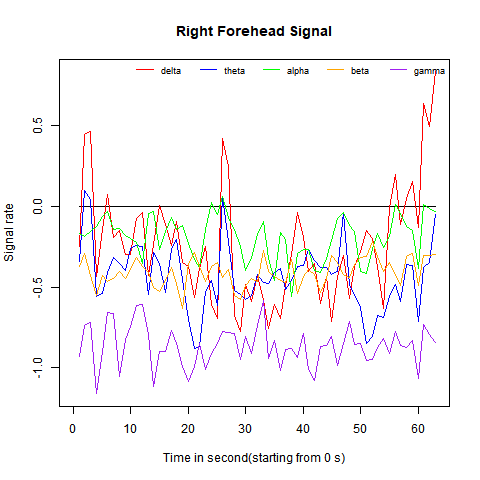 Right Forehead Signal
delta theta alpha beta gamma
0.5
0.0
-0.5
-1.0
Signal rate
0 10 20 30 40 50 60
Time in second(starting from 0 s)